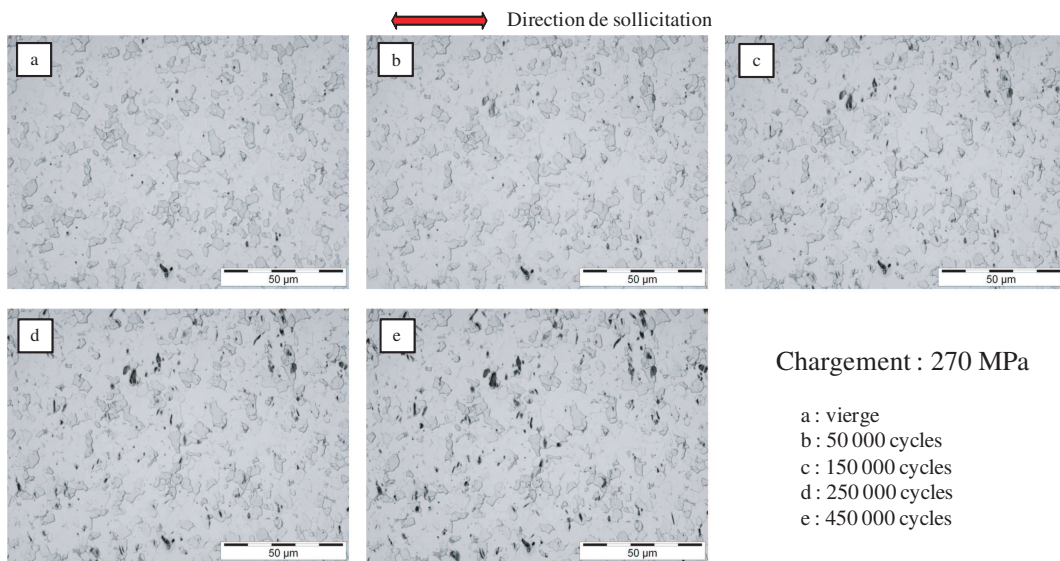 Direction de sollicitation
a
b
c
50 µm
50 µm
50 µm
d
e
50 µm
50 µm
Chargement : 270 MPa
a : vierge
b : 50 000 cycles
c : 150 000 cycles
d : 250 000 cycles
e : 450 000 cycles